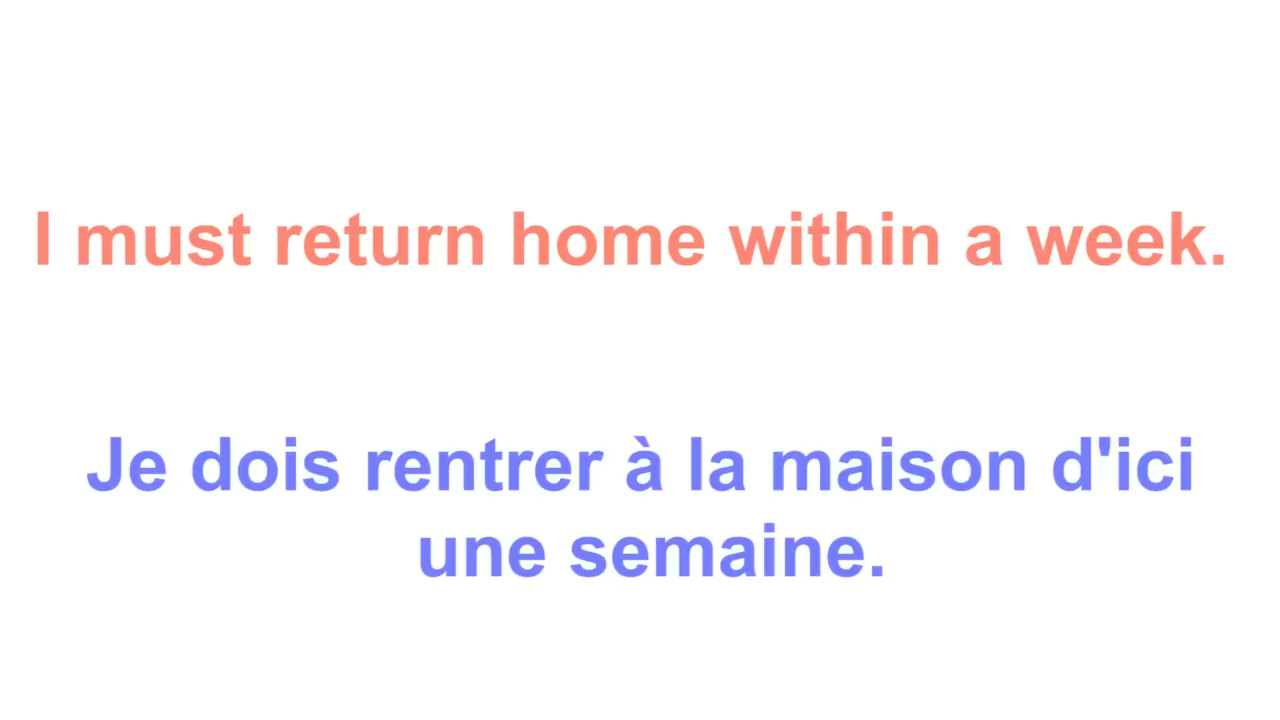 I must return home within a week.
Je dois rentrer à la maison d'ici
une semaine.